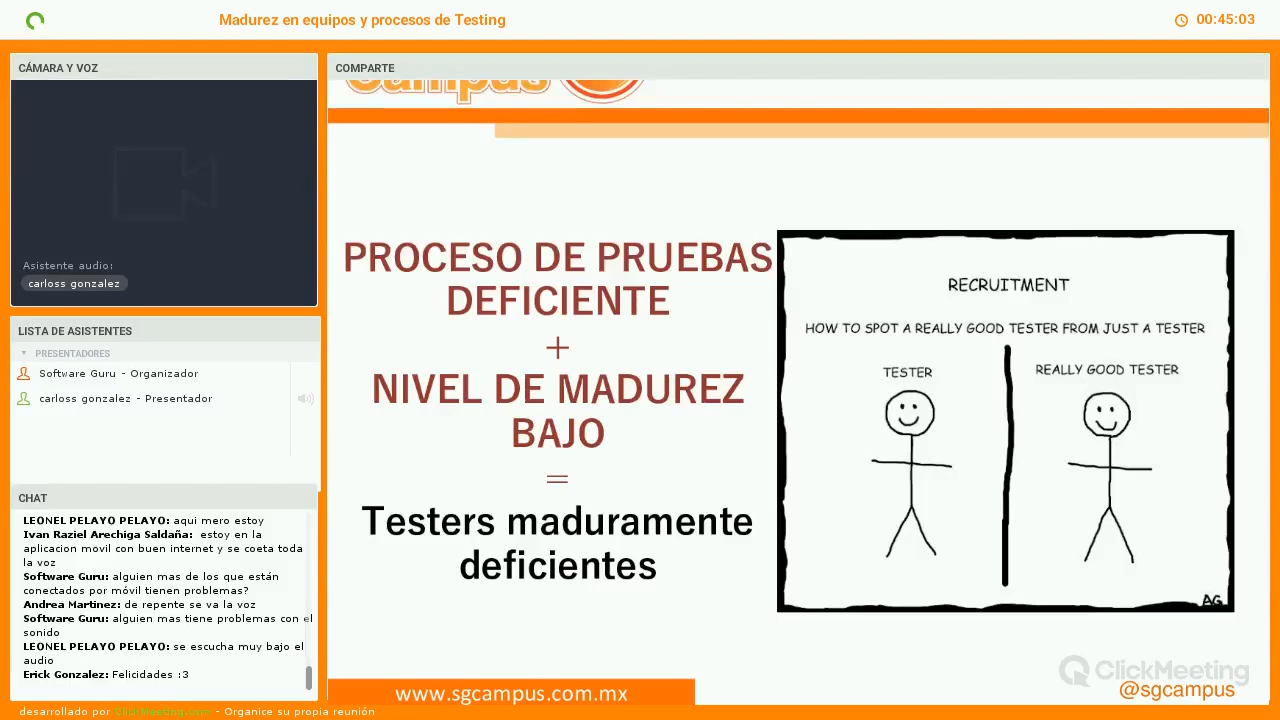 Madurez en equipos y procesos de Testing
00:45:03
CÁMARA Y VOZ
Asistente audio:
carloss gonzalez
LISTA DE ASISTENTES
PRESENTADORES
Software Guru - Organizador
carloss gonzalez - Presentador
CHAT
LEONEL PELAYO PELAYO: aqui mero estoy
Ivan Raziel Arechiga Saldaña: estoy en la
aplicacion movil con buen internet y se coeta toda
la voz
Software Guru: alguien mas de los que están
conectados por móvil tienen problemas?
Andrea Martinez: de repente se va la voz
Software Guru: alguien mas tiene problemas con el
sonido
LEONEL PELAYO PELAYO: se escucha muy bajo el
audio
Erick Gonzalez: Felicidades :3
COMPARTE
Campus
PROCESO DE PRUEBAS
DEFICIENTE
+
NIVEL DE MADUREZ
BAJO
=
Testers maduramente
deficientes
RECRUITMENT
HOW TO SPOT A REALLY GOOD TESTER FROM JUST A TESTER
TESTER
REALLY GOOD TESTER
AG
www.sgcampus.com.mx
ClickMeeting
@sgcampus
desarrollado por ClickMeeting.com - Organice su propia reunión